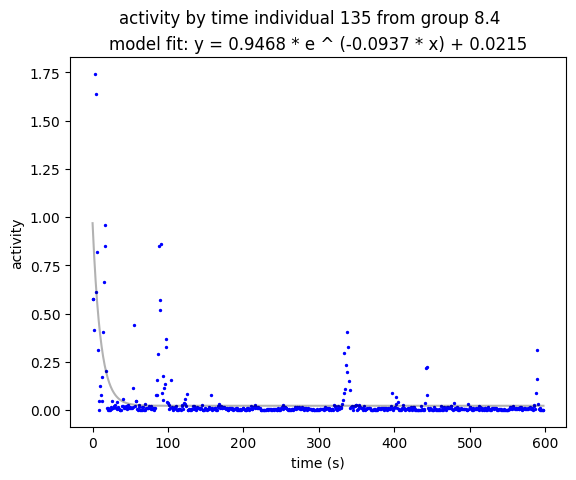 activity by time individual 135 from group 8.4
model fit: y = 0.9468 * e ^ (-0.0937 * x) + 0.0215
1.75
1.50
1.25
1.00
0.75
0.50
0.25
0.00
activity
0 100 200 300 400 500 600
time (s)